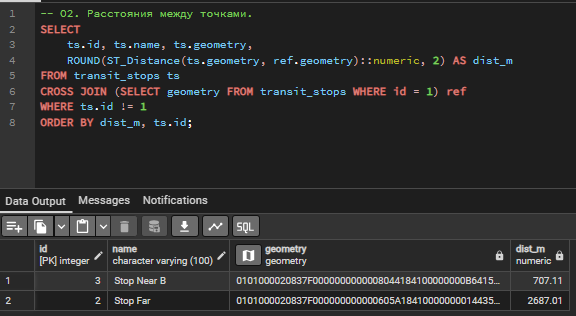 1 -- 02. Расстояния между точками.
2 SELECT
3 ts.id, ts.name, ts.geometry,
4 ROUND(ST_Distance(ts.geometry, ref.geometry)::numeric, 2) AS dist_m
5 FROM transit_stops ts
6 CROSS JOIN (SELECT geometry FROM transit_stops WHERE id = 1) ref
7 WHERE ts.id != 1
8 ORDER BY dist_m, ts.id;
Data Output Messages Notifications
SQL
id name geometry dist_m
[PK] integer character varying (100) geometry numeric
1 3 Stop Near B 0101000020837F00000000000080441841000000000B6415... 707.11
2 2 Stop Far 0101000020837F000000000000605A18410000000014435... 2687.01